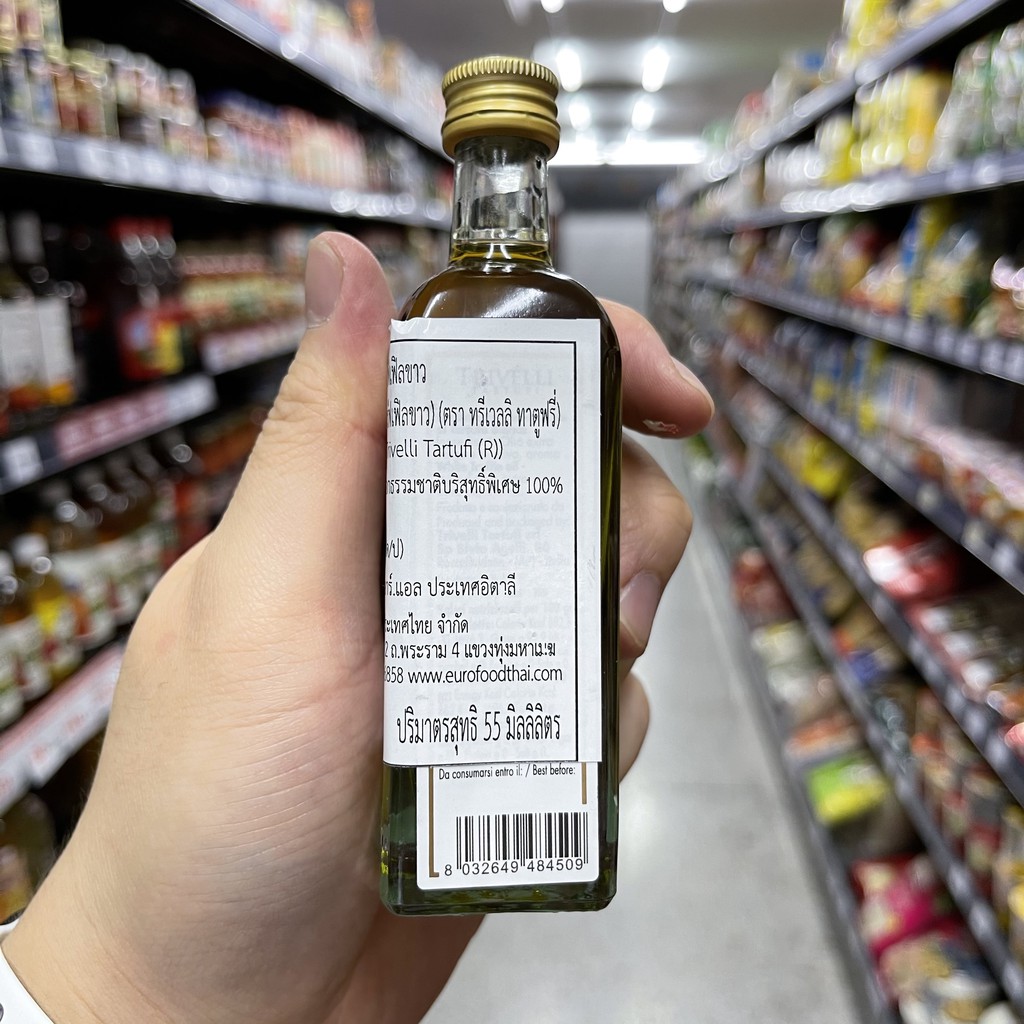 เฟิลขาว
เฟิลขาว) (ตรา ทรีเวลลิ ทาตูฟรี่)
rivelli Tartufi (R))
ธรรมชาติบริสุทธิ์พิเศษ 100%
ประเทศอิตาลี
ะเทศไทย จำกัด
2 ถ.พระราม 4 แขวงทุ่งมหาเมฆ
858 www.eurofoodthai.com
ปริมาตรสุทธิ 55 มิลลิลิตร
Da consumarsi entro il: / Best before:
8 032649 484509